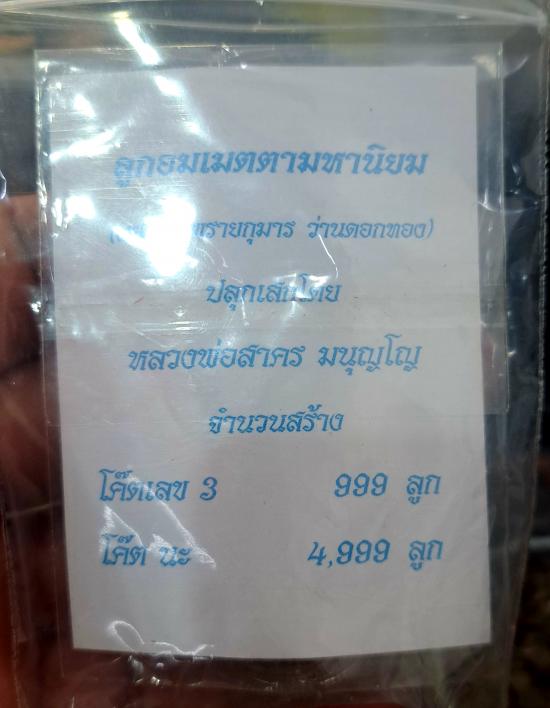 ลูกอมเมตตามหานิยม
ทรายกุมาร ว่านดอกทอง)
ปลุกเสกโดย
หลวงพ่อสาคร มนุญโญ
จำนวนสร้าง
โค๊ตเลข 3 999 ลูก
โค๊ต นะ 4,999 ลูก